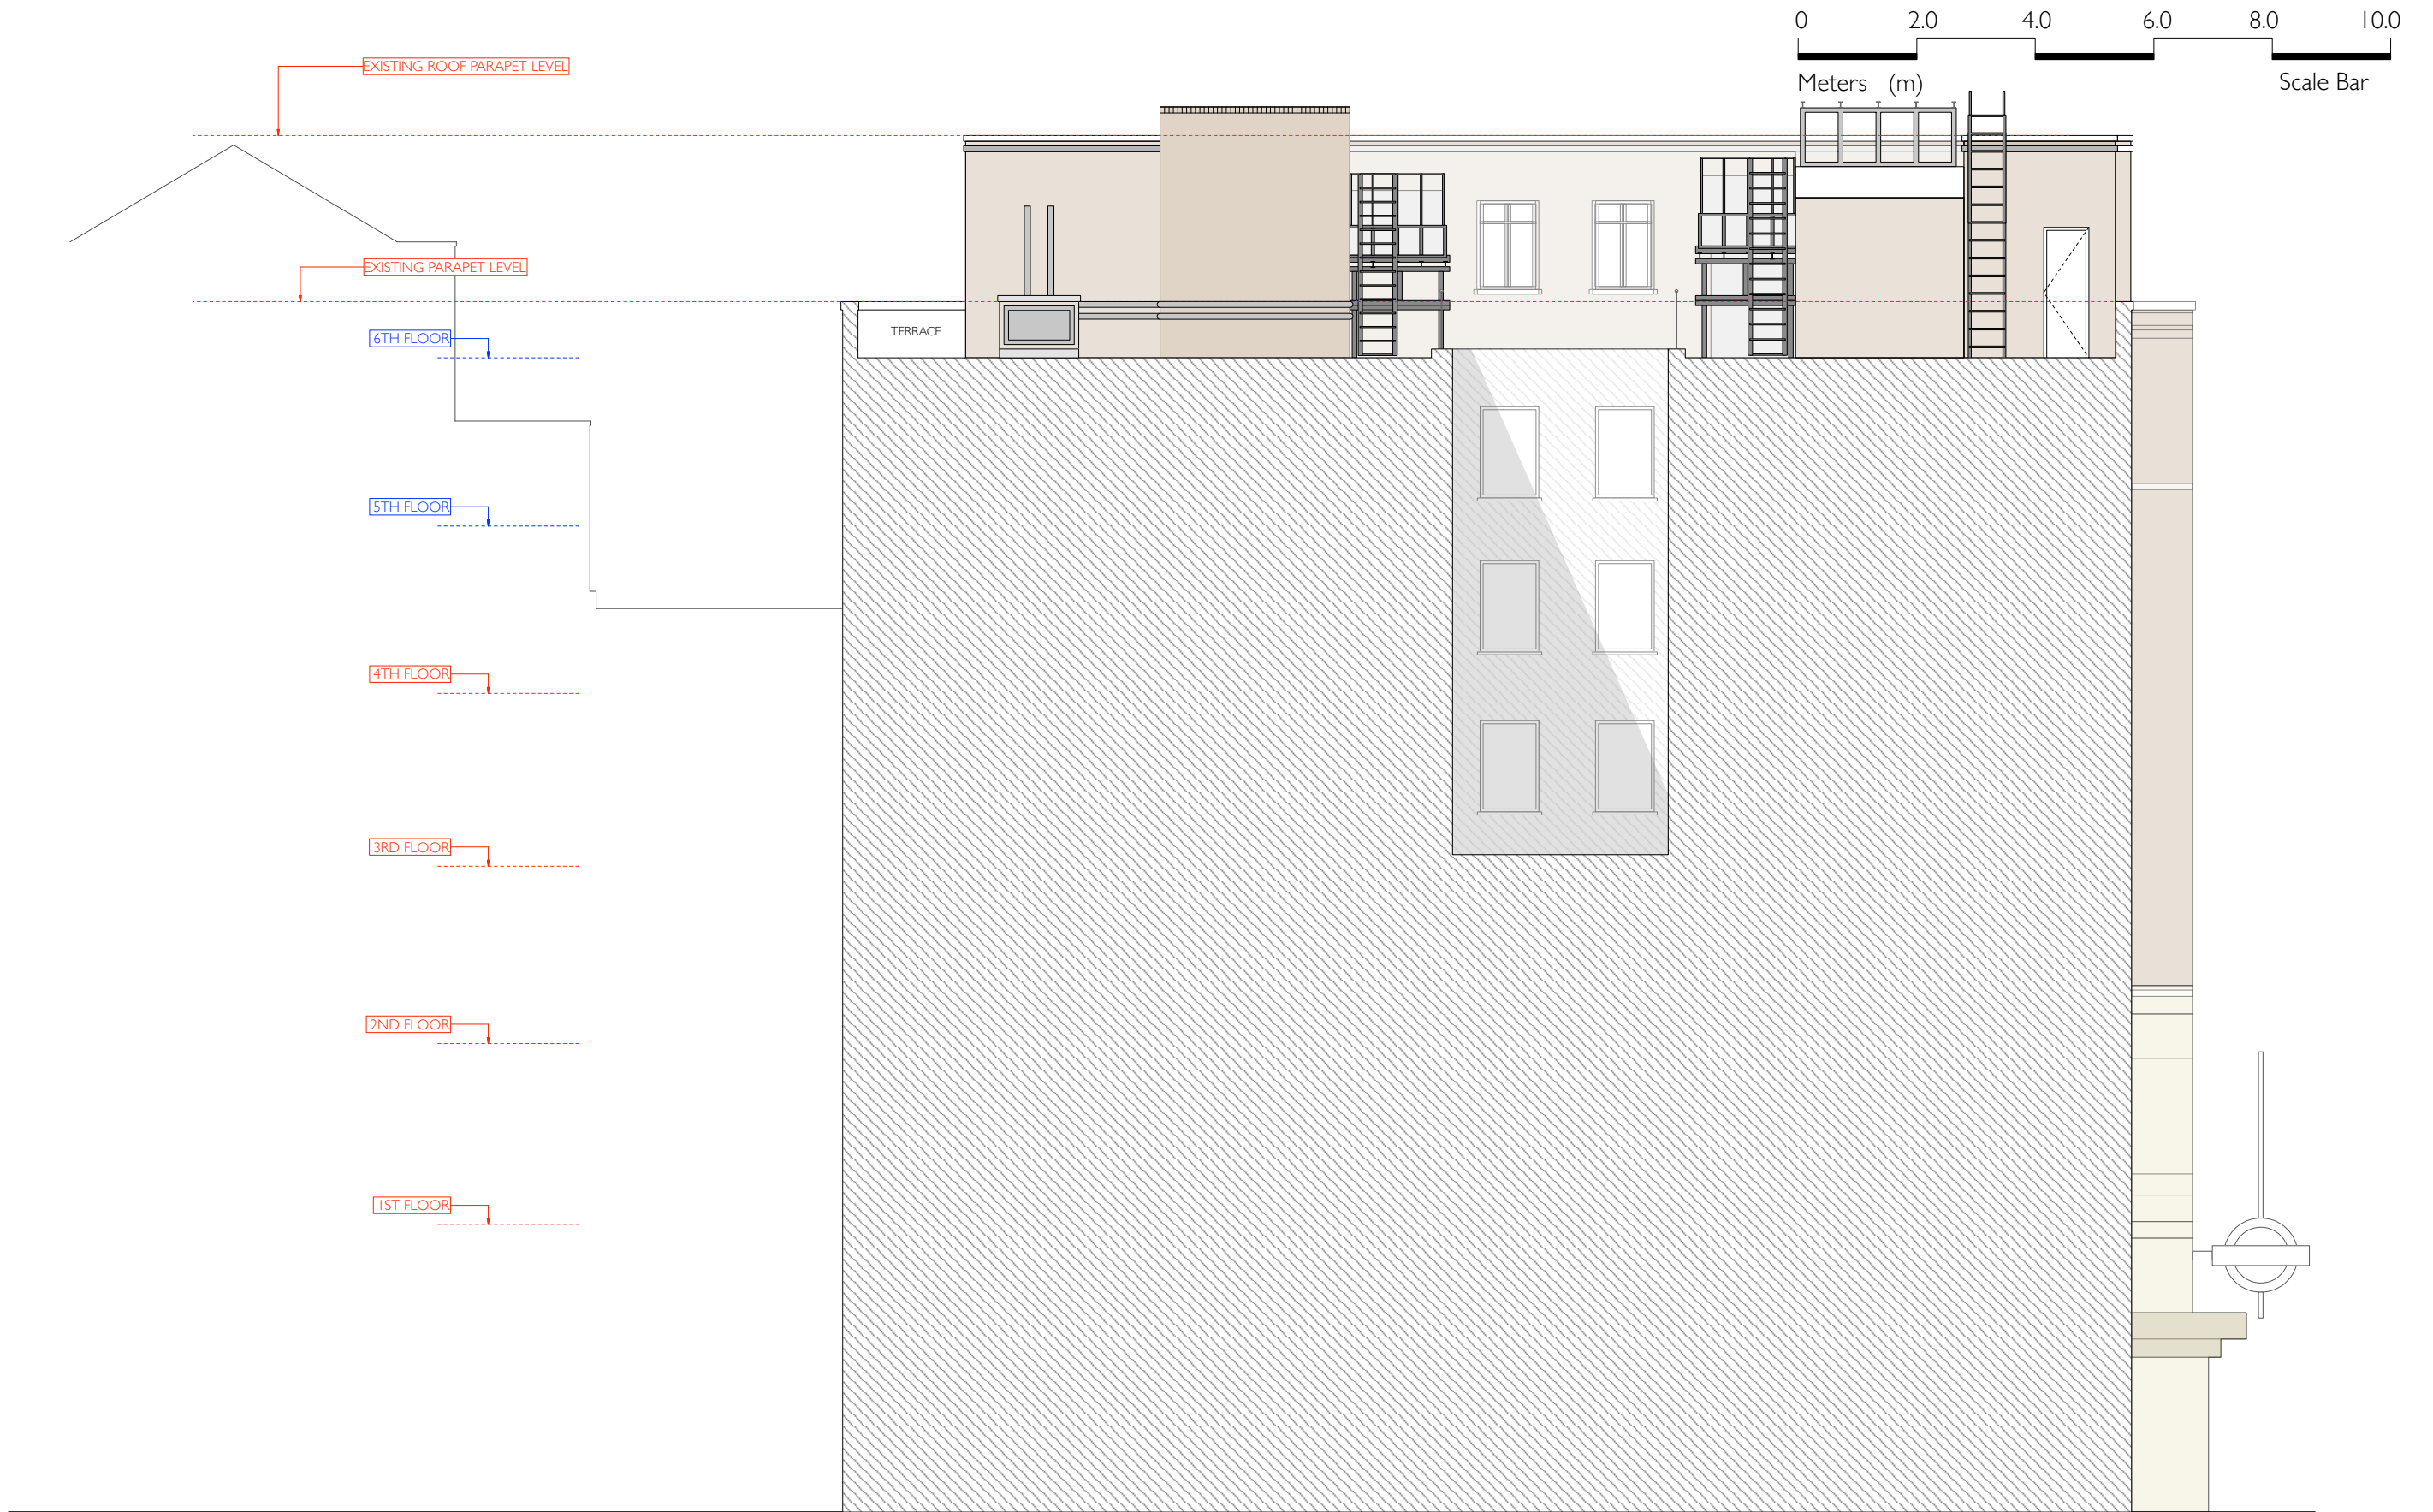 0 2.0 4.0 6.0 8.0 10.0
Meters (m) Scale Bar
EXISTING ROOF PARAPET LEVEL
EXISTING PARAPET LEVEL
TERRACE
6TH FLOOR
5TH FLOOR
4TH FLOOR
3RD FLOOR
2ND FLOOR
1ST FLOOR